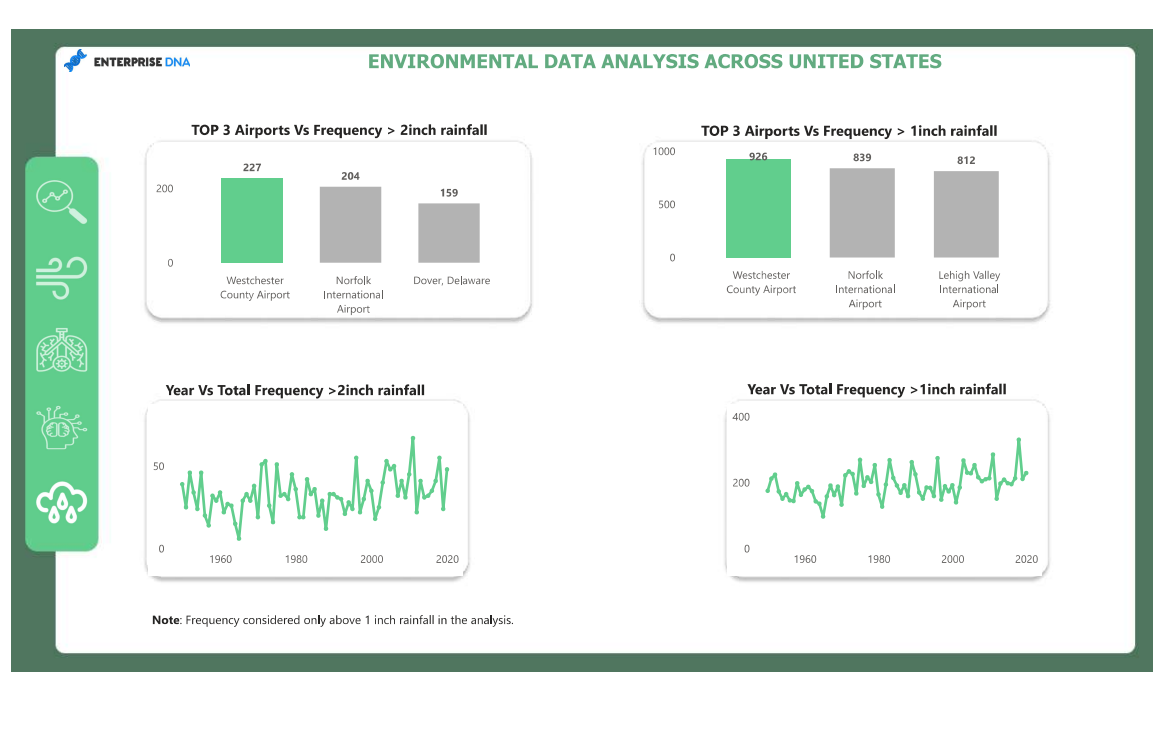 ENTERPRISE DNA
ENVIRONMENTAL DATA ANALYSIS ACROSS UNITED STATES
TOP 3 Airports Vs Frequency > 2inch rainfall
227
204
159
200
0
Westchester
County Airport
Norfolk
International
Airport
Dover, Delaware
TOP 3 Airports Vs Frequency > 1inch rainfall
1000
926
839
812
500
0
Westchester
County Airport
Norfolk
International
Airport
Lehigh Valley
International
Airport
Year Vs Total Frequency >2inch rainfall
50
0
1960
1980
2000
2020
Year Vs Total Frequency >1inch rainfall
400
200
0
1960
1980
2000
2020
Note: Frequency considered only above 1 inch rainfall in the analysis.